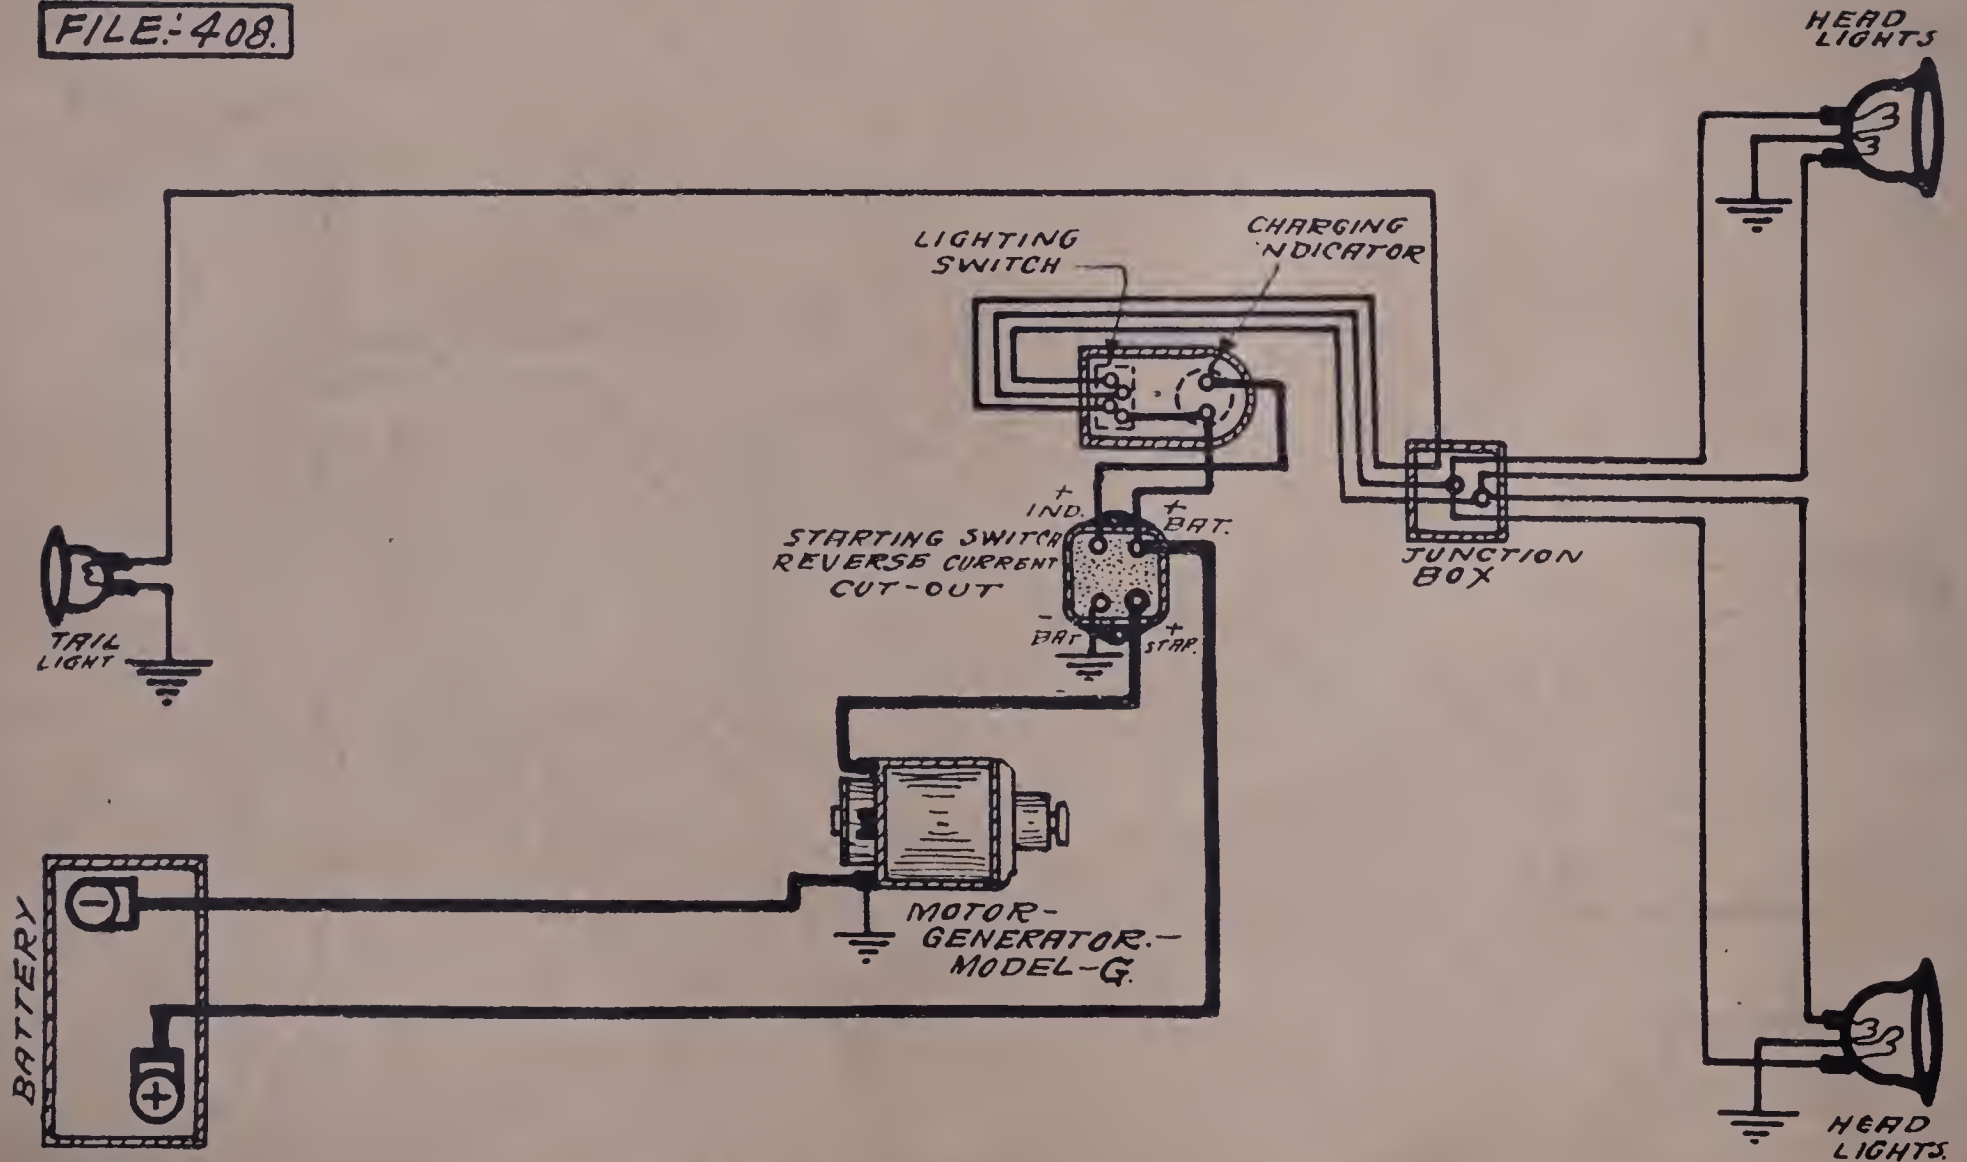 FILE:-408.
HEAD
LIGHTS
LIGHTING
SWITCH
CHARGING
NDICATOR
+
IND.
+
BAT.
STARTING SWITCH
REVERSE CURRENT
CUT-OUT
-
BAT
+
STAR.
JUNCTION
BOX
TAIL
LIGHT
MOTOR-
GENERATOR.-
MODEL-G.
BATTERY
-
+
HEAD
LIGHTS.